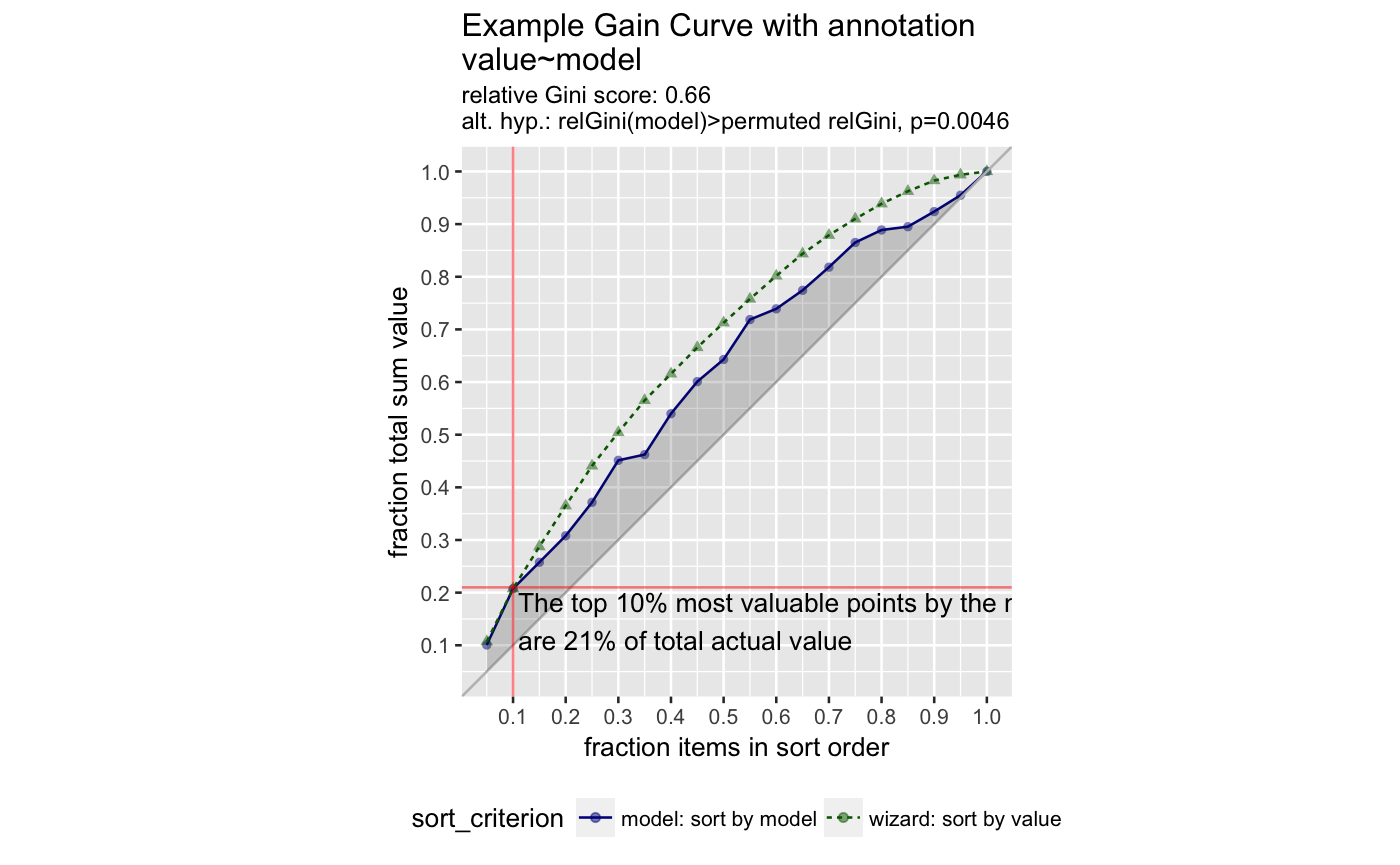 Example Gain Curve with annotation
value~model
relative Gini score: 0.66
alt. hyp.: relGini(model)>permuted relGini, p=0.0046
fraction total sum value
1.0
0.9
0.8
0.7
0.6
0.5
0.4
0.3
0.2
0.1
The top 10% most valuable points by the
are 21% of total actual value
0.1 0.2 0.3 0.4 0.5 0.6 0.7 0.8 0.9 1.0
fraction items in sort order
sort_criterion model: sort by model wizard: sort by value